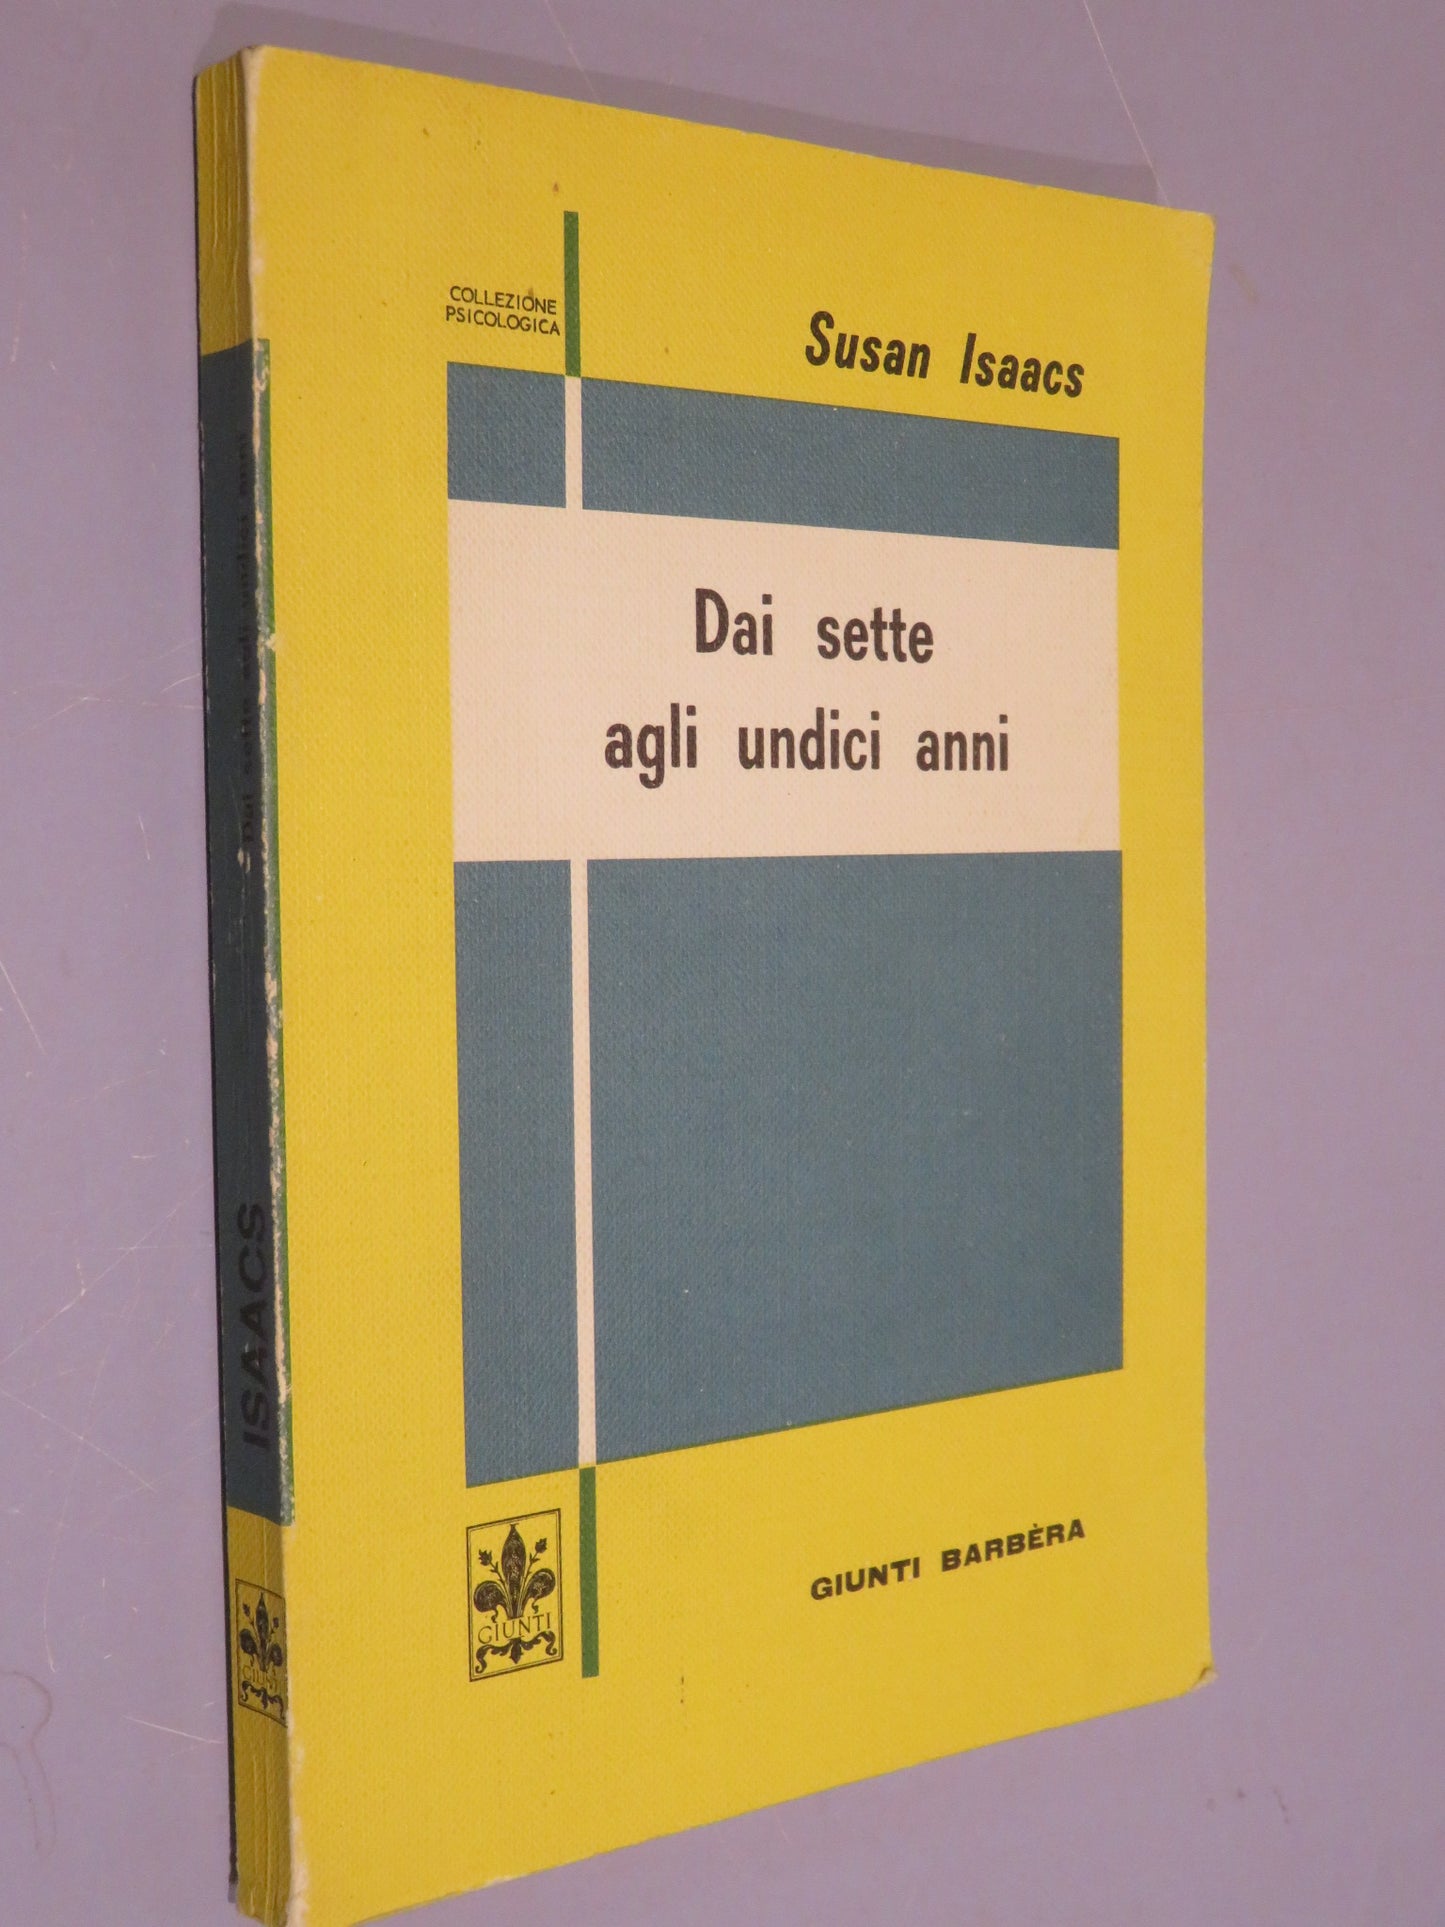 COLLEZIONE
PSICOLOGICA
Susan Isaacs
Dai sette
agli undici anni
GIUNTI
GIUNTI BARBÈRA
Dai sette agli undici anni
ISAACS
GIUNTI